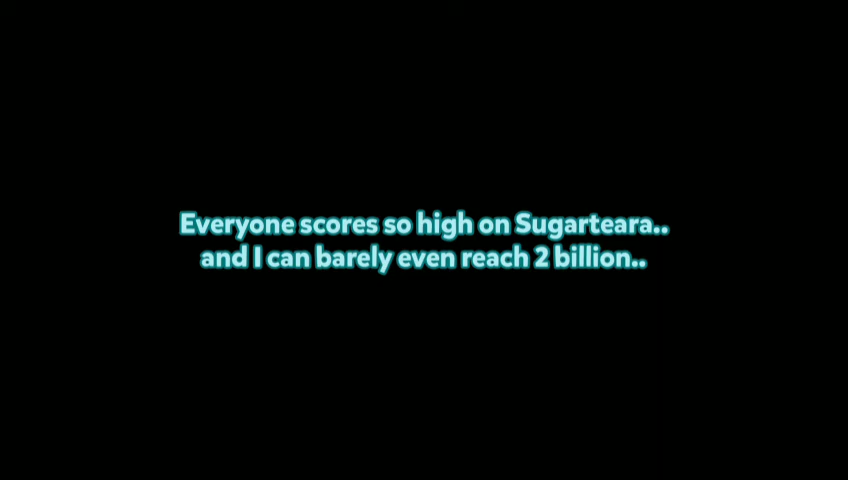 Everyone scores so high on Sugarteara..
and I can barely even reach 2 billion..